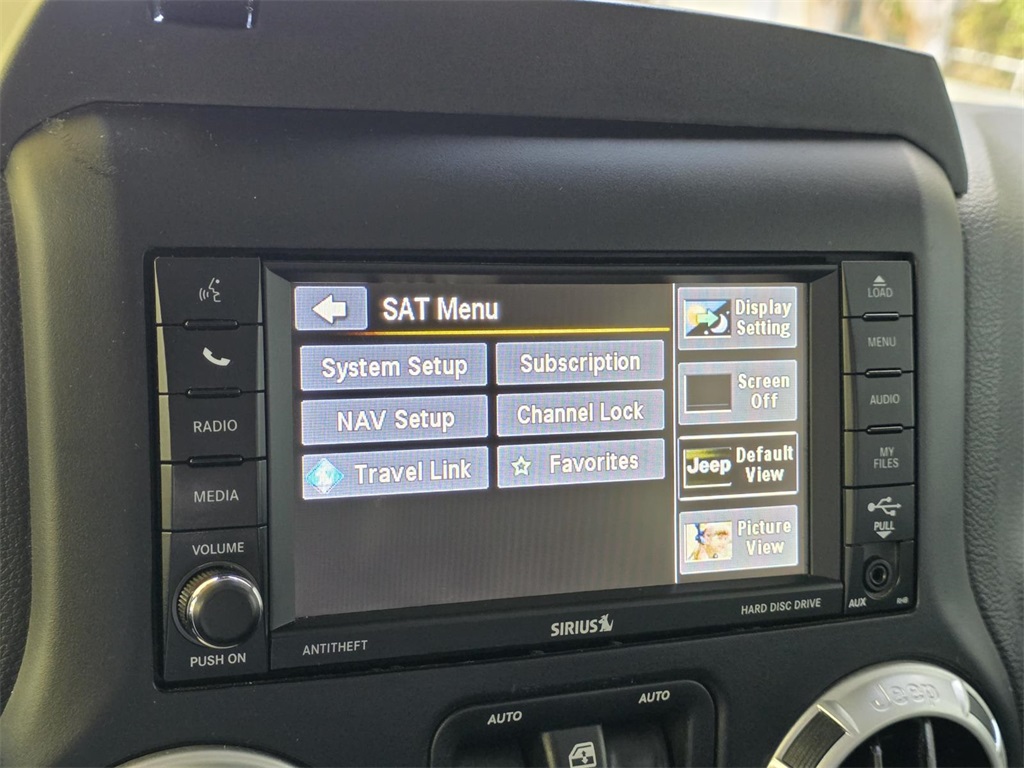 SAT Menu
System Setup
Subscription
NAV Setup
Channel Lock
Travel Link
Favorites
Display
Setting
Screen
Off
Jeep
Default
View
Picture
View
RADIO
MEDIA
VOLUME
PUSH ON
LOAD
MENU
AUDIO
MY
FILES
PULL
AUX
RHB
ANTITHEFT
SIRIUS
HARD DISC DRIVE
AUTO
AUTO
Jeep